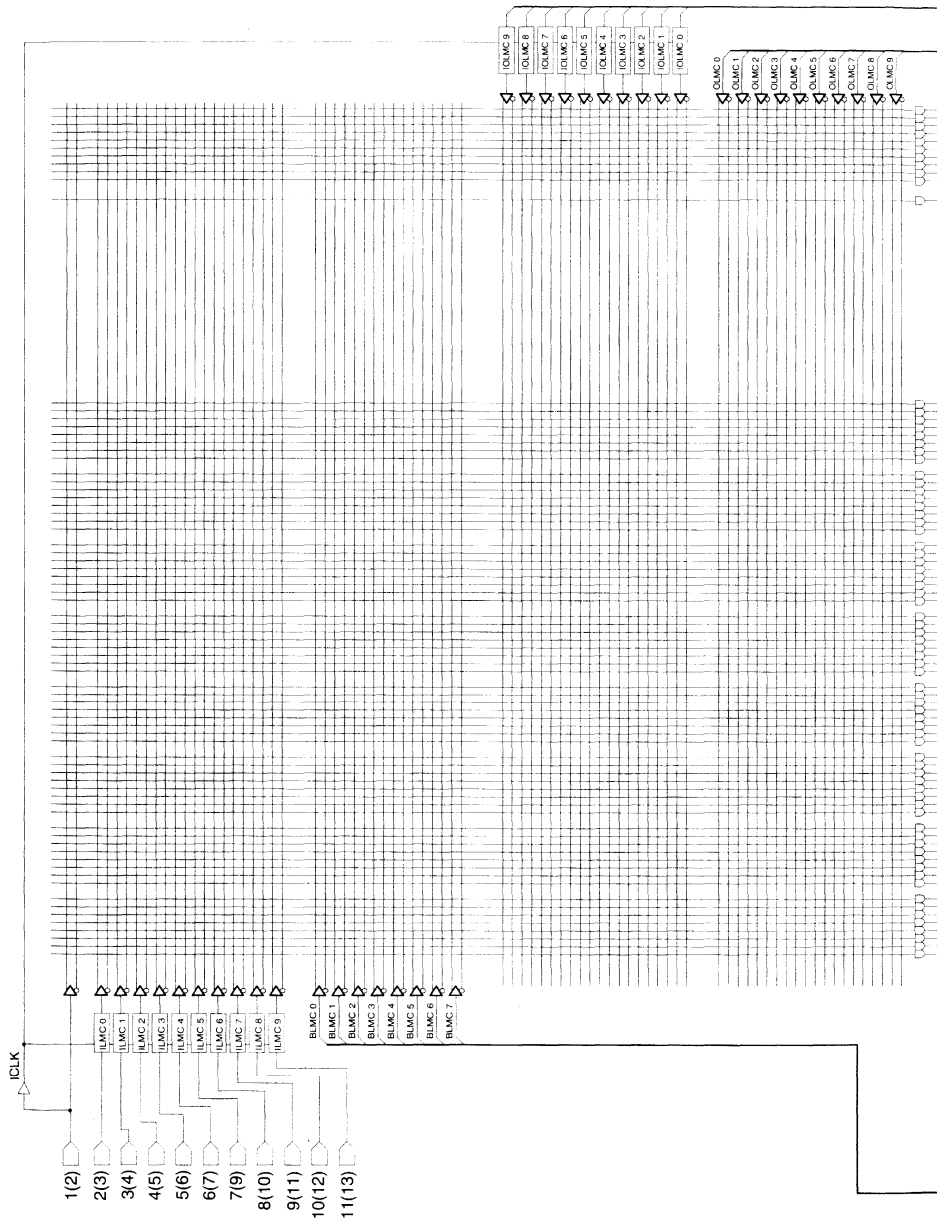 ICLK
1(2)
2(3)
3(4)
4(5)
5(6)
6(7)
7(9)
8(10)
9(11)
10(12)
11(13)
ILMC 0
ILMC 1
ILMC 2
ILMC 3
ILMC 4
ILMC 5
ILMC 6
ILMC 7
ILMC 8
ILMC 9
BLMC 0
BLMC 1
BLMC 2
BLMC 3
BLMC 4
BLMC 5
BLMC 6
BLMC 7
IOLMC 9
IOLMC 8
IOLMC 7
IOLMC 6
IOLMC 5
IOLMC 4
IOLMC 3
IOLMC 2
IOLMC 1
IOLMC 0
OLMC 0
OLMC 1
OLMC 2
OLMC 3
OLMC 4
OLMC 5
OLMC 6
OLMC 7
OLMC 8
OLMC 9